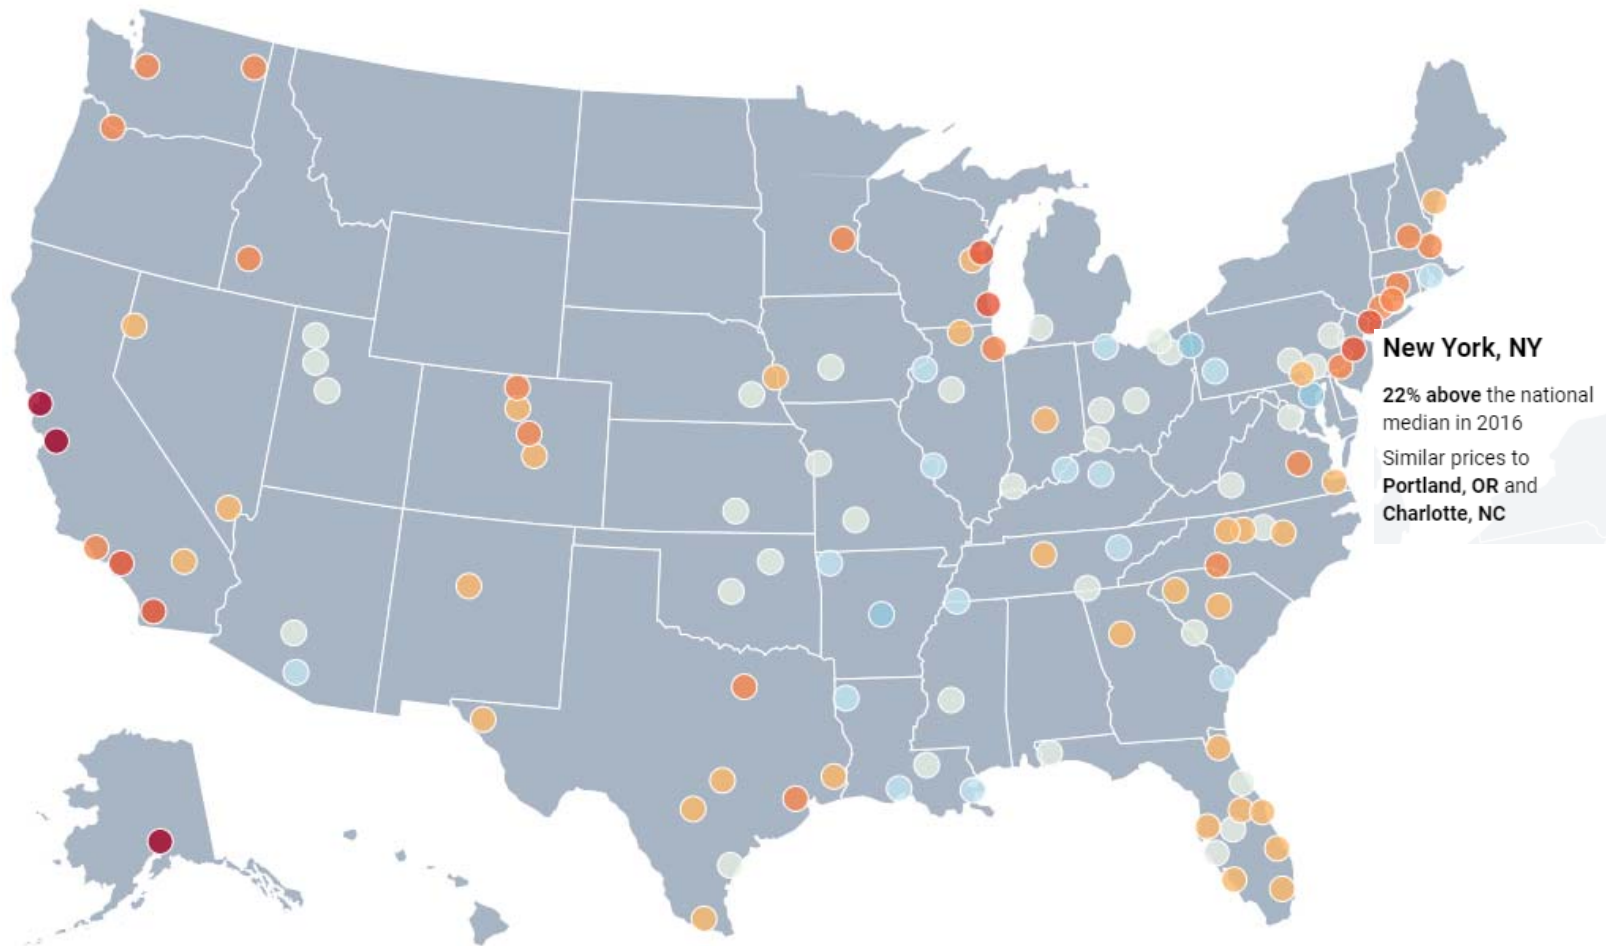 New York, NY
22% above the national
median in 2016
Similar prices to
Portland, OR and
Charlotte, NC